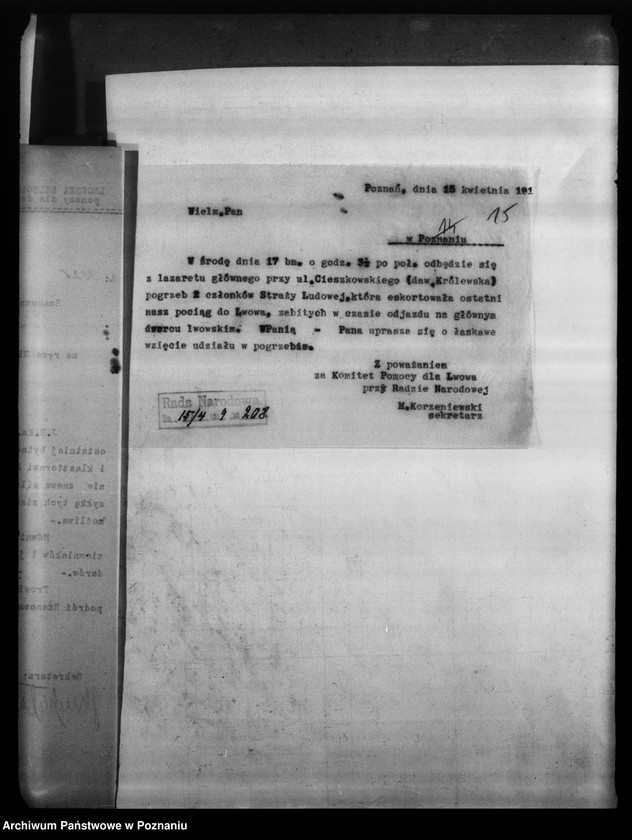 Poznań, dnia 15 kwietnia 191
Wielm.Pan
14 15
w Poznaniu
W środę dnia 17 bm. o godz. 3½ po poł. odbędzie się
z lazaretu głównego przy ul.Cieszkowskiego (daw.Królewska)
pogrzeb 2 członków Straży Ludowej,która eskortowała ostatni
nasz pociąg do Lwowa, zabitych w czasie odjazdu na głównym
dworcu lwowskim. WPanią - Pana uprasza się o łaskawe
wzięcie udziału w pogrzebie.
Z poważaniem
za Komitet Pomocy dla Lwowa
przy Radzie Narodowej
M.Korzeniewski
sekretarz
Rada Narodowa
15/4 9 208
Archiwum Państwowe w Poznaniu